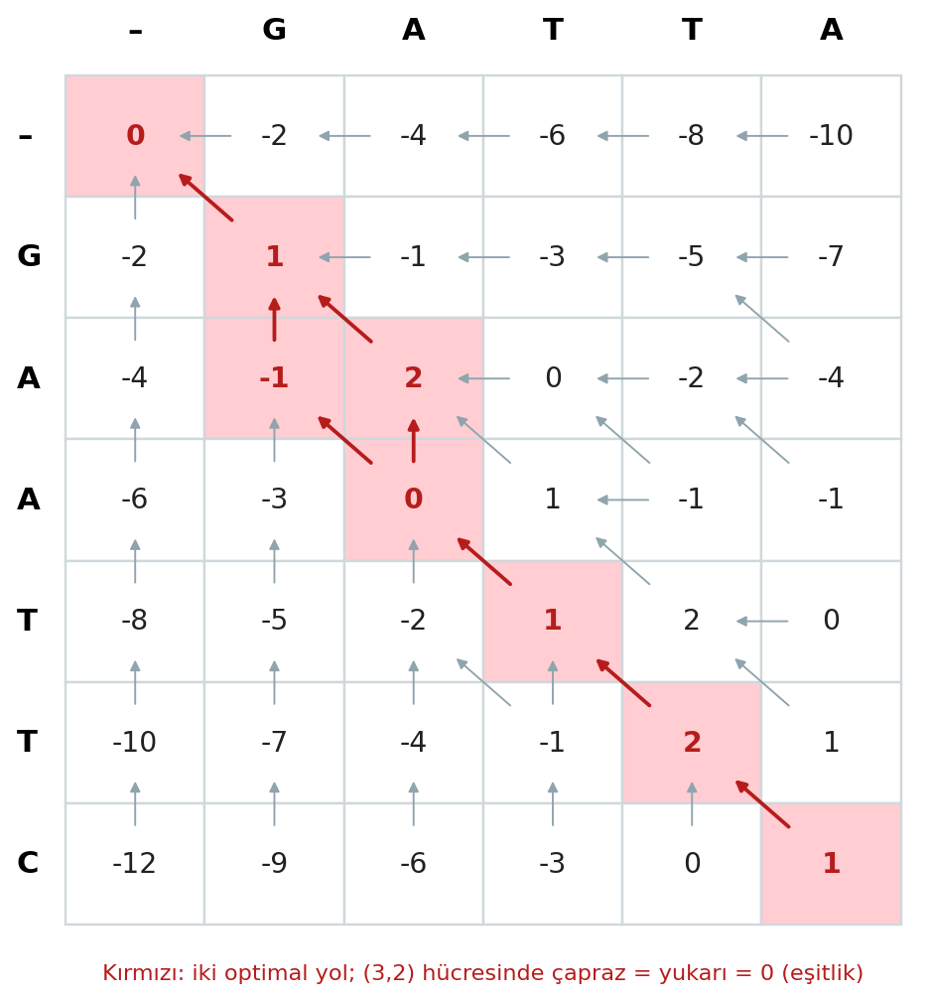 – G A T T A
– 0 -2 -4 -6 -8 -10
G -2 1 -1 -3 -5 -7
A -4 -1 2 0 -2 -4
A -6 -3 0 1 -1 -1
T -8 -5 -2 1 2 0
T -10 -7 -4 -1 2 1
C -12 -9 -6 -3 0 1
Kırmızı: iki optimal yol; (3,2) hücresinde çapraz = yukarı = 0 (eşitlik)